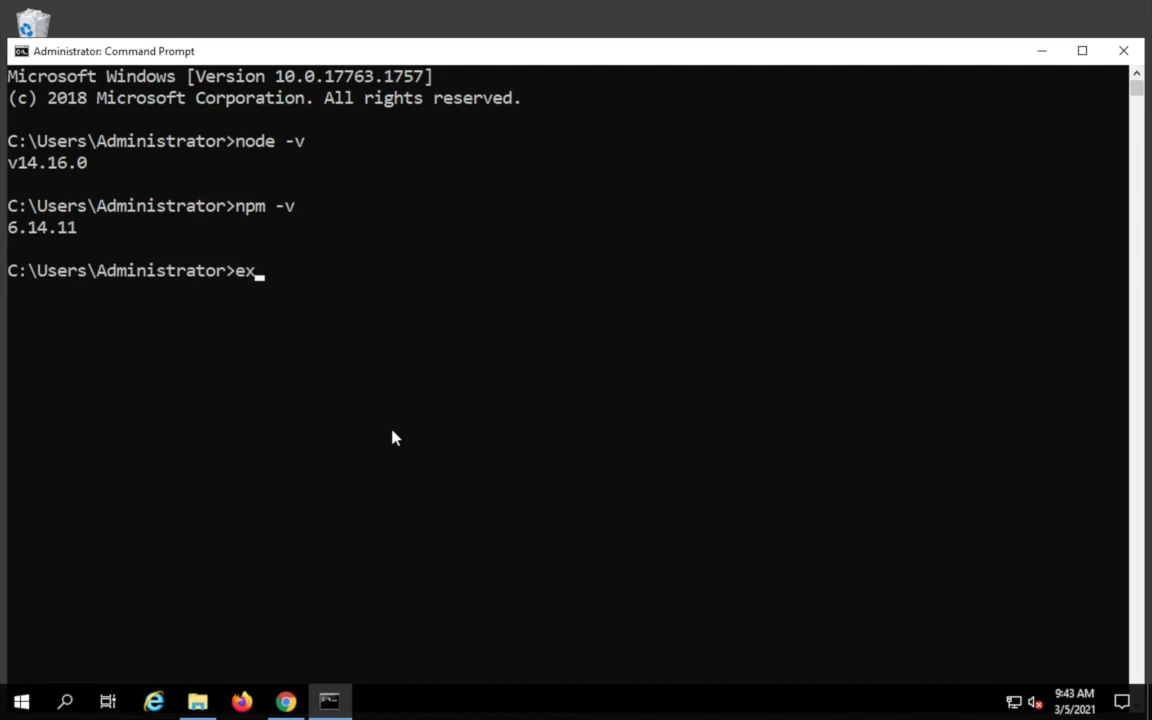 Administrator: Command Prompt
Microsoft Windows [Version 10.0.17763.1757]
(c) 2018 Microsoft Corporation. All rights reserved.
C:\Users\Administrator>node -v
v14.16.0
C:\Users\Administrator>npm -v
6.14.11
C:\Users\Administrator>ex
9:43 AM
3/5/2021